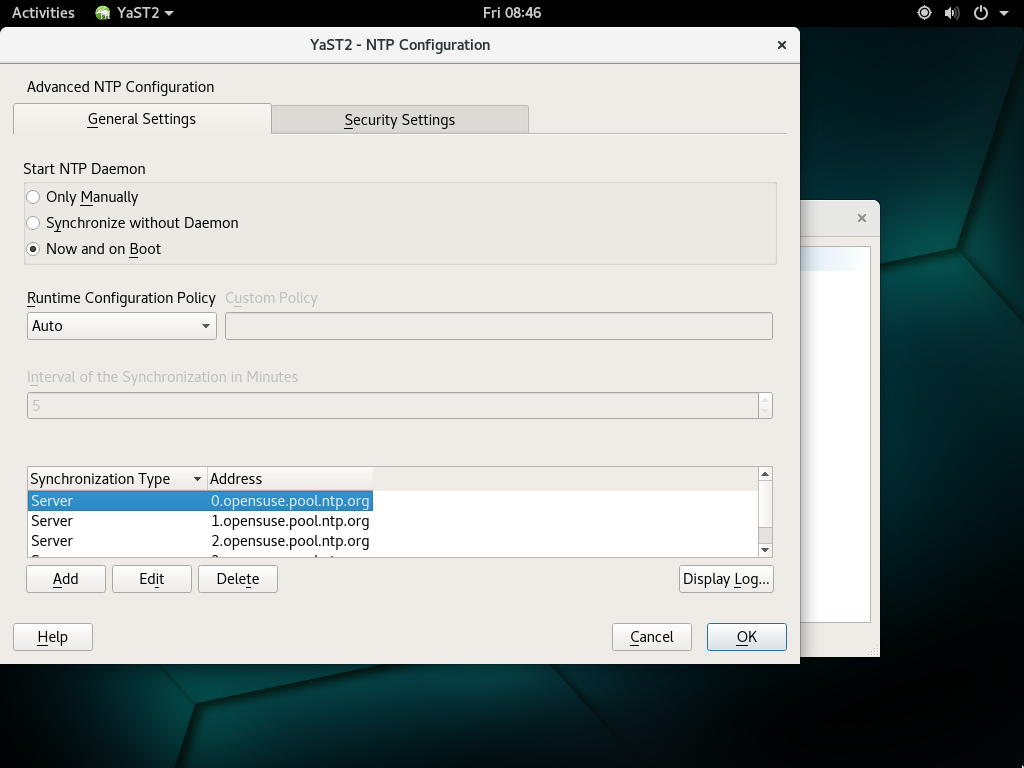 Activities YaST2 Fri 08:46
YaST2 - NTP Configuration
Advanced NTP Configuration
General Settings Security Settings
Start NTP Daemon
Only Manually
Synchronize without Daemon
Now and on Boot
Runtime Configuration Policy Custom Policy
Auto
Interval of the Synchronization in Minutes
5
Synchronization Type Address
Server 0.opensuse.pool.ntp.org
Server 1.opensuse.pool.ntp.org
Server 2.opensuse.pool.ntp.org
Add Edit Delete Display Log...
Help Cancel OK